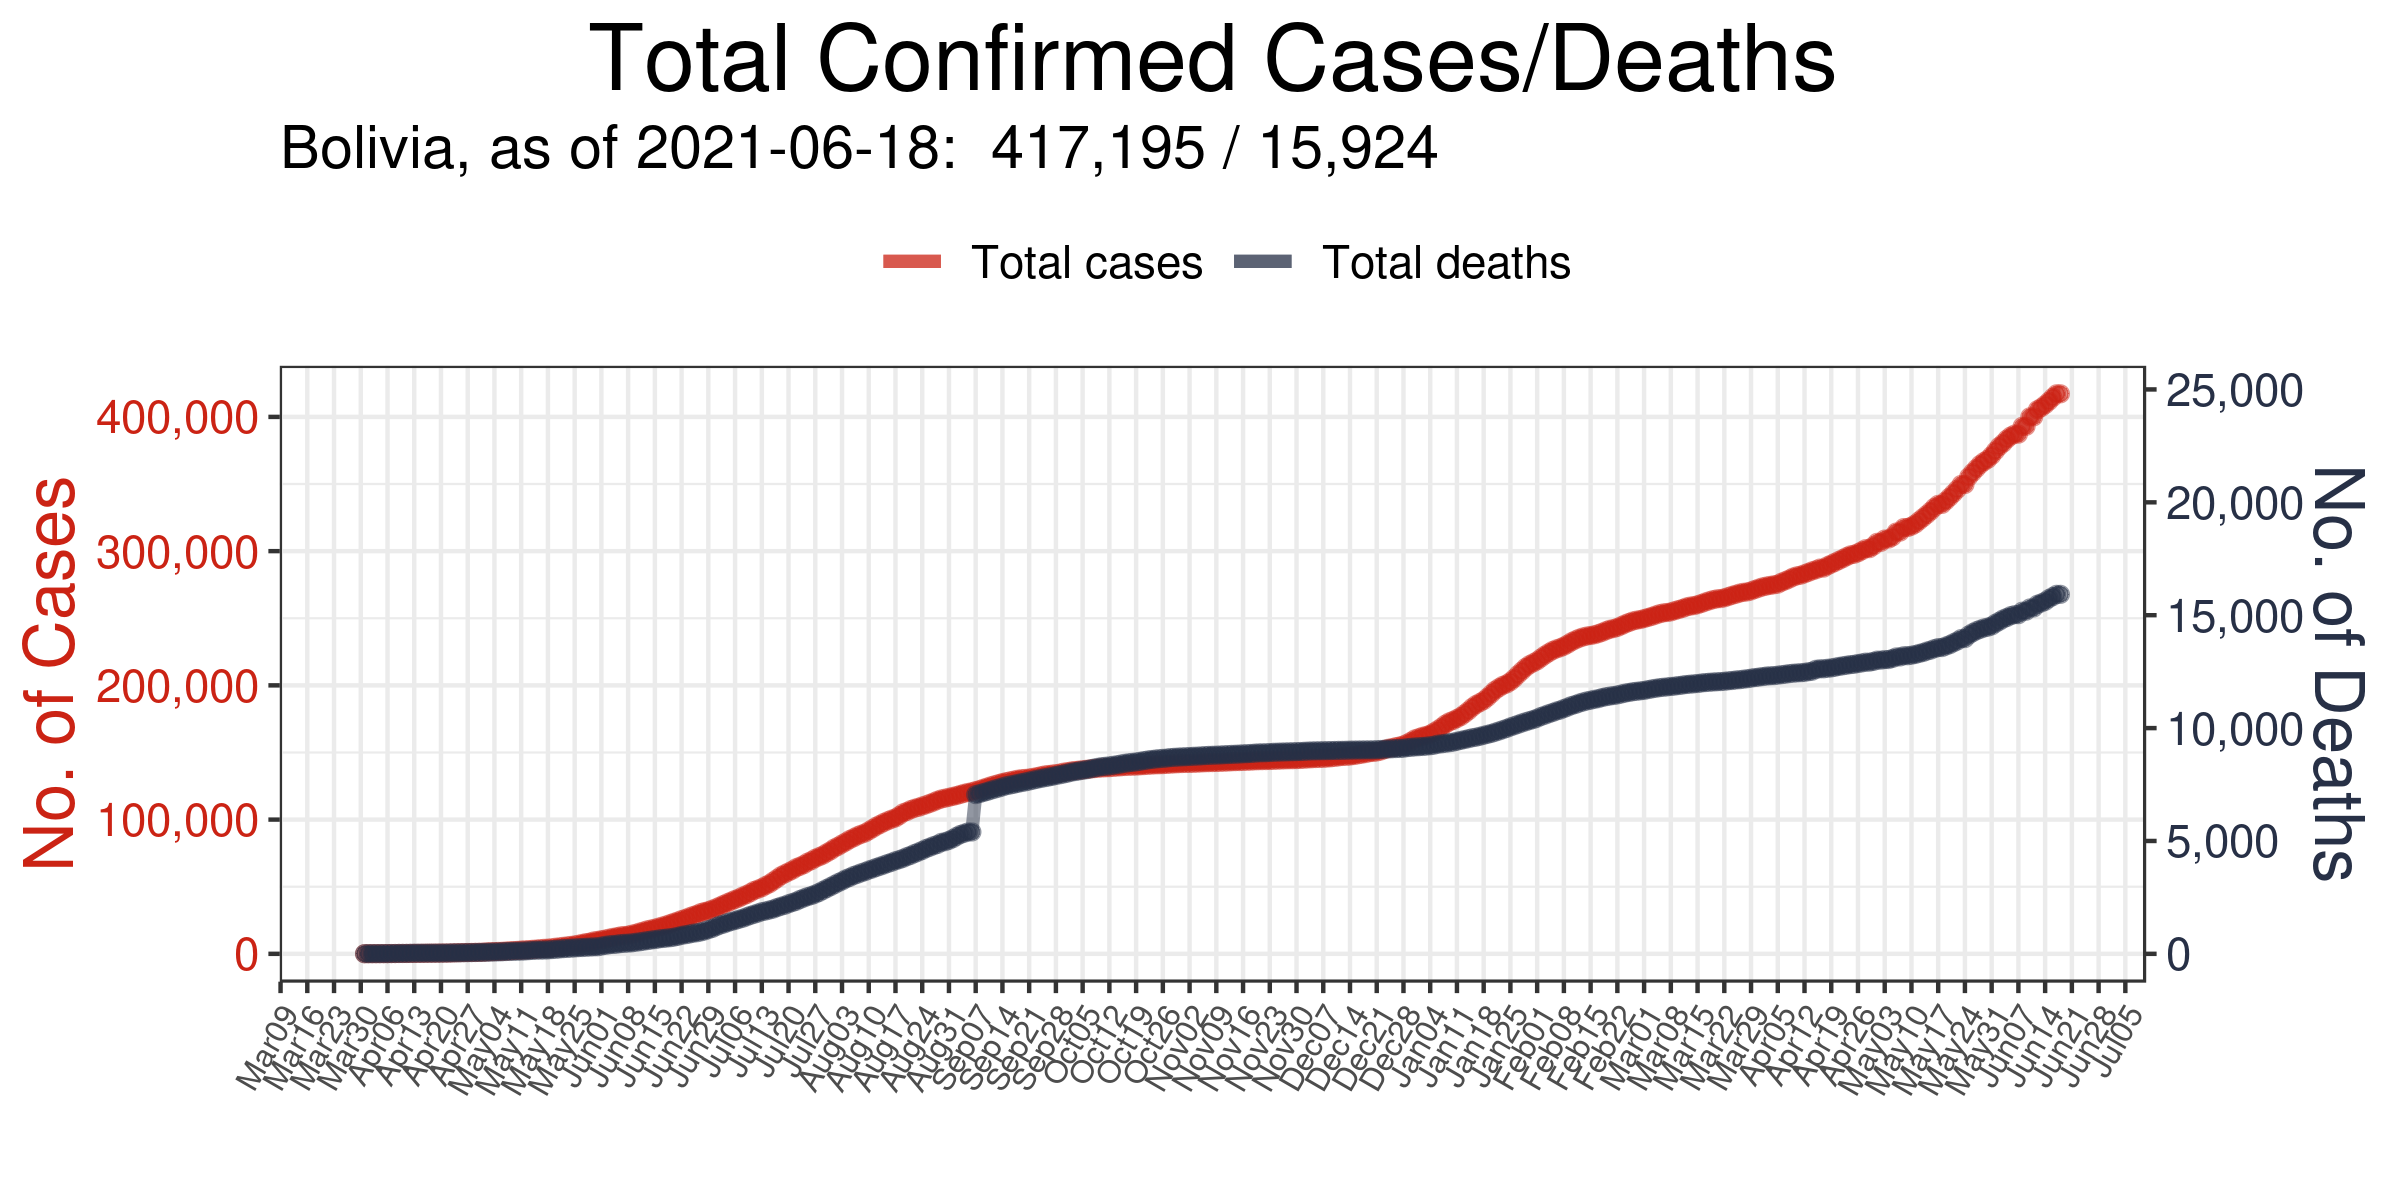 Total Confirmed Cases/Deaths
Bolivia, as of 2021-06-18:  417,195 / 15,924
Total cases
Total deaths
No. of Cases
400,000
300,000
200,000
100,000
0
25,000
20,000
15,000
10,000
5,000
0
No. of Deaths
Mar09
Mar16
Mar23
Mar30
Apr06
Apr13
Apr20
Apr27
May04
May11
May18
May25
Jun01
Jun08
Jun15
Jun22
Jun29
Jul06
Jul13
Jul20
Jul27
Aug03
Aug10
Aug17
Aug24
Aug31
Sep07
Sep14
Sep21
Sep28
Oct05
Oct12
Oct19
Oct26
Nov02
Nov09
Nov16
Nov23
Nov30
Dec07
Dec14
Dec21
Dec28
Jan04
Jan11
Jan18
Jan25
Feb01
Feb08
Feb15
Feb22
Mar01
Mar08
Mar15
Mar22
Mar29
Apr05
Apr12
Apr19
Apr26
May03
May10
May17
May24
May31
Jun07
Jun14
Jun21
Jun28
Jul05